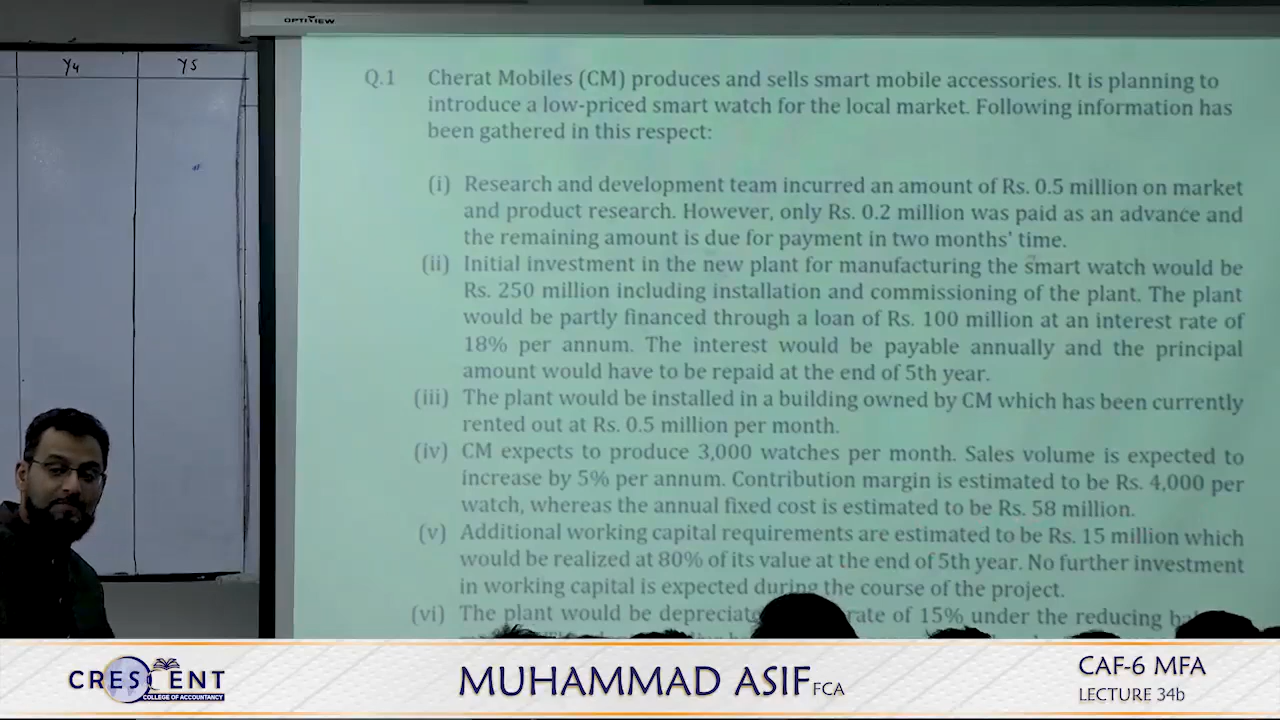 OPTIVIEW
Y4 Y5
Q.1 Cherat Mobiles (CM) produces and sells smart mobile accessories. It is planning to
introduce a low-priced smart watch for the local market. Following information has
been gathered in this respect:
(i) Research and development team incurred an amount of Rs. 0.5 million on market
and product research. However, only Rs. 0.2 million was paid as an advance and
the remaining amount is due for payment in two months' time.
(ii) Initial investment in the new plant for manufacturing the smart watch would be
Rs. 250 million including installation and commissioning of the plant. The plant
would be partly financed through a loan of Rs. 100 million at an interest rate of
18% per annum. The interest would be payable annually and the principal
amount would have to be repaid at the end of 5th year.
(iii) The plant would be installed in a building owned by CM which has been currently
rented out at Rs. 0.5 million per month.
(iv) CM expects to produce 3,000 watches per month. Sales volume is expected to
increase by 5% per annum. Contribution margin is estimated to be Rs. 4,000 per
watch, whereas the annual fixed cost is estimated to be Rs. 58 million.
(v) Additional working capital requirements are estimated to be Rs. 15 million which
would be realized at 80% of its value at the end of 5th year. No further investment
in working capital is expected during the course of the project.
(vi) The plant would be rate of 15% under the reducing
CRESCENT
COLLEGE OF ACCOUNTANCY
MUHAMMAD ASIF FCA
CAF-6 MFA
LECTURE 34b